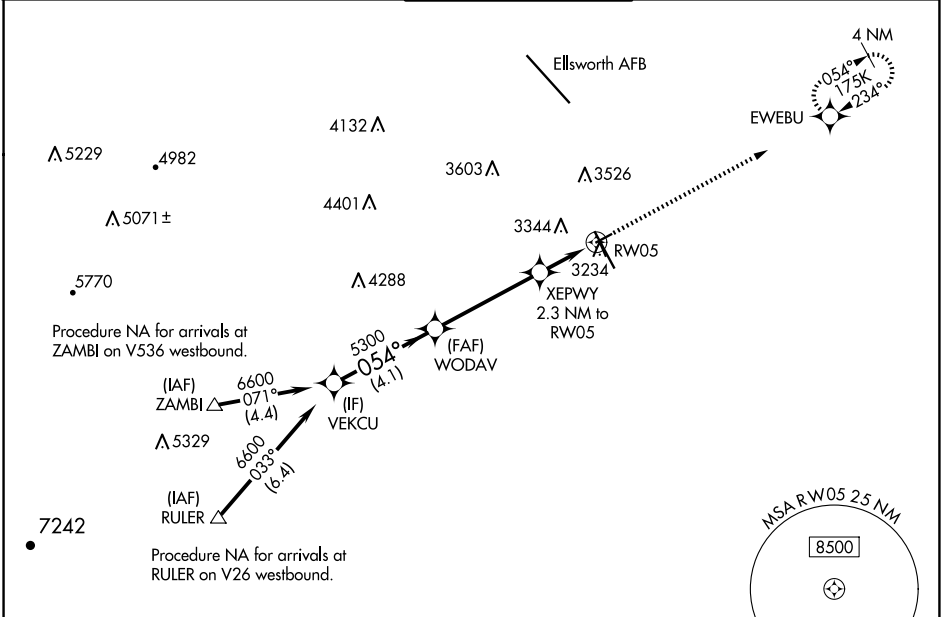 4 NM
054°
175K
234°
EWEBU
Ellsworth AFB
4132
5229
4982
3603
3526
4401
5071±
3344
RW05
3234
5770
4288
XEPWY
2.3 NM to
RW05
Procedure NA for arrivals at
ZAMBI on V536 westbound.
5300
054°
(4.1)
(FAF)
WODAV
(IAF)
ZAMBI
6600
071°
(4.4)
(IF)
VEKCU
5329
6600
033°
(6.4)
(IAF)
RULER
7242
Procedure NA for arrivals at
RULER on V26 westbound.
MSA RW05 25 NM
8500